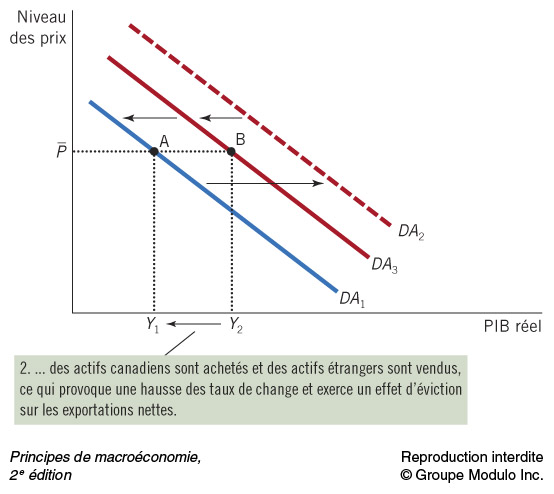 Niveau
des prix
P̅
A
B
DA₂
DA₃
DA₁
Y₁
Y₂
PIB réel
2. ... des actifs canadiens sont achetés et des actifs étrangers sont vendus,
ce qui provoque une hausse des taux de change et exerce un effet d’éviction
sur les exportations nettes.
Principes de macroéconomie,
2e édition
Reproduction interdite
© Groupe Modulo Inc.